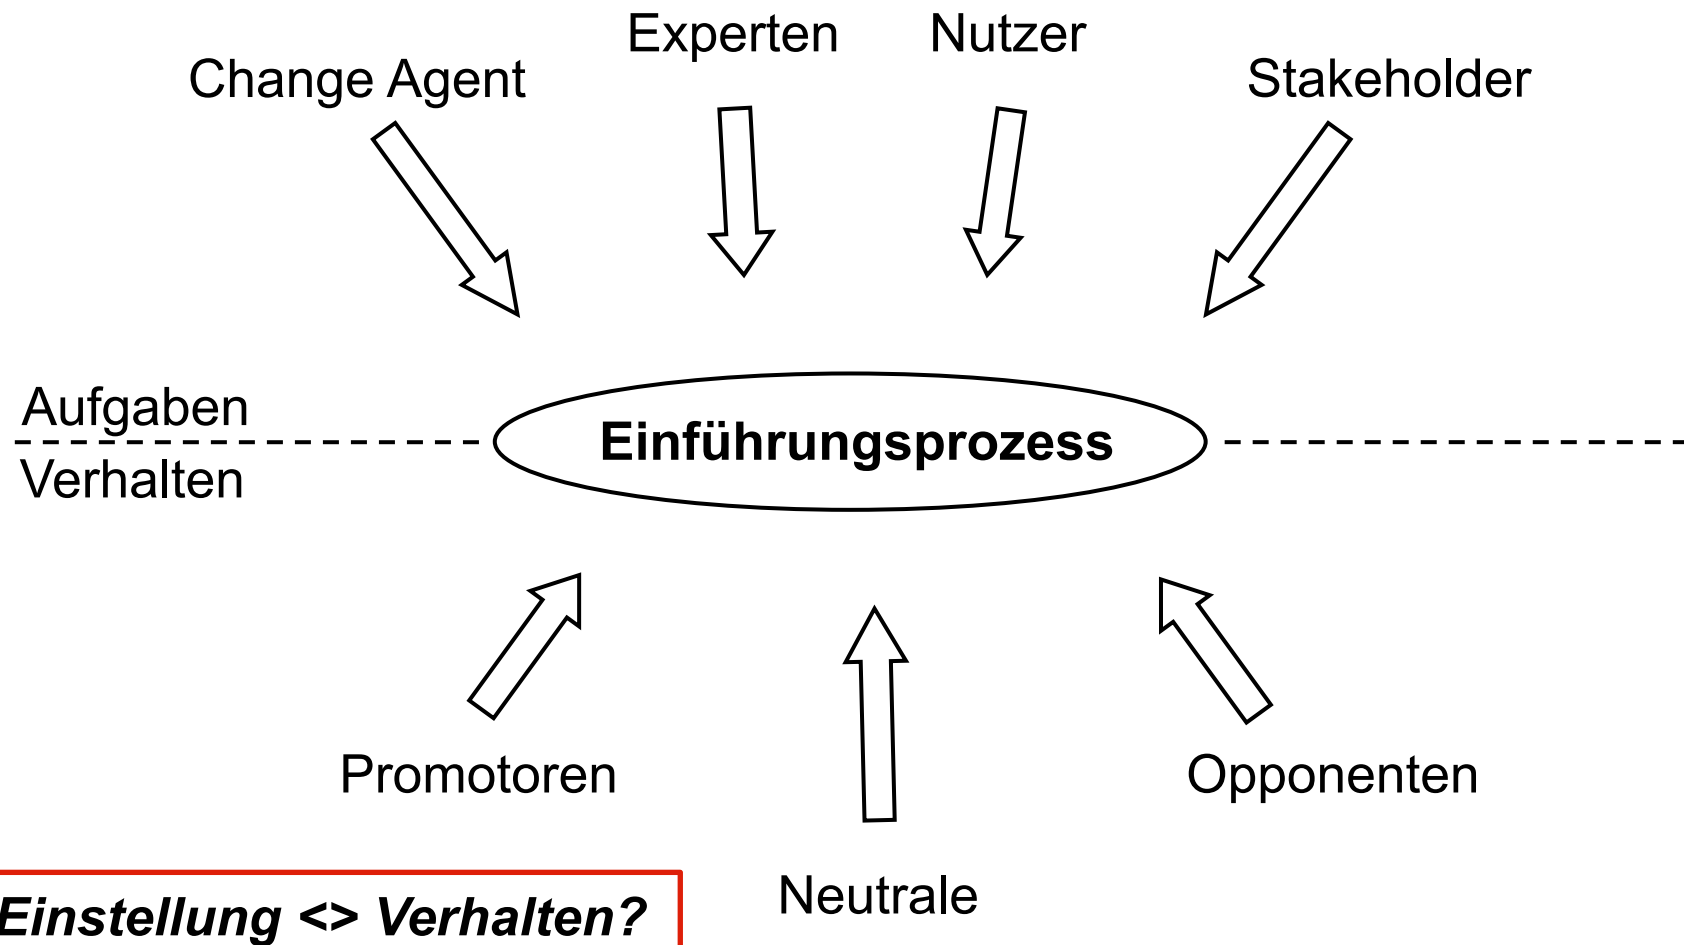 Experten
Nutzer
Change Agent
Stakeholder
Aufgaben
Einführungsprozess
Verhalten
Promotoren
Opponenten
Neutrale
Einstellung <> Verhalten?